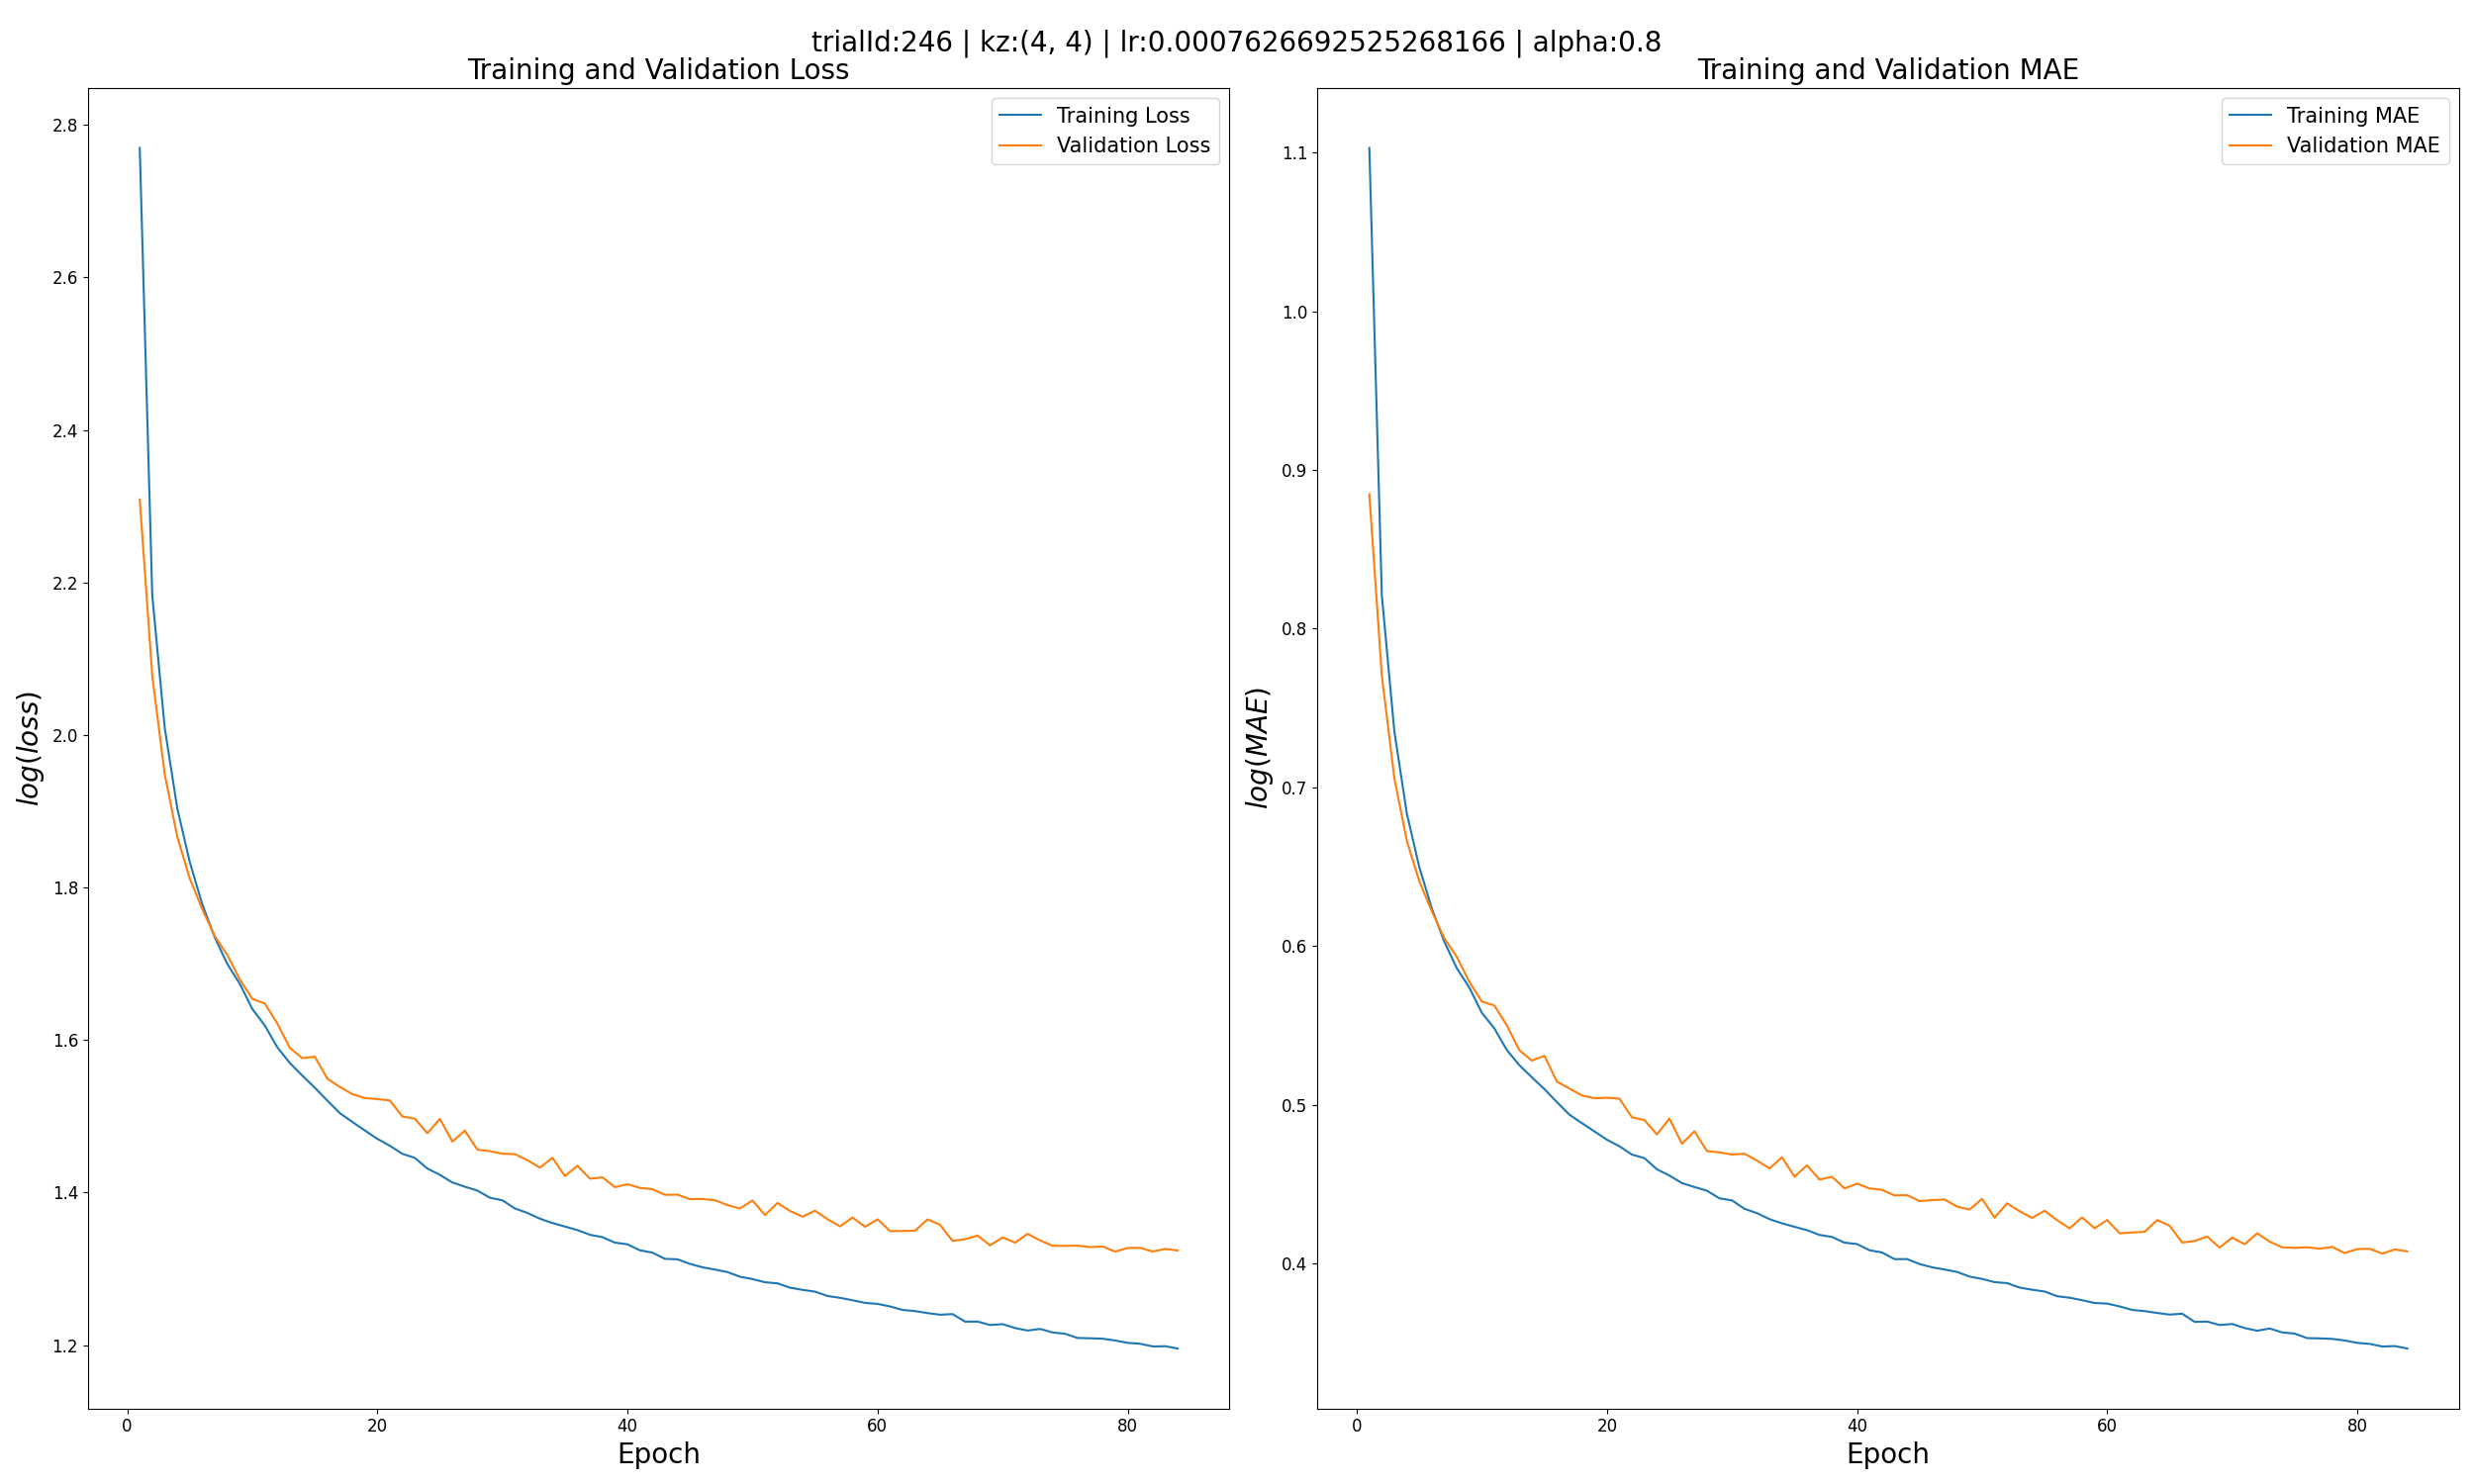 trialId:246 | kz:(4, 4) | lr:0.0007626692525268166 | alpha:0.8
Training and Validation Loss
Training Loss
Validation Loss
log(loss)
2.8
2.6
2.4
2.2
2.0
1.8
1.6
1.4
1.2
0 20 40 60 80
Epoch
Training and Validation MAE
Training MAE
Validation MAE
log(MAE)
1.1
1.0
0.9
0.8
0.7
0.6
0.5
0.4
0 20 40 60 80
Epoch